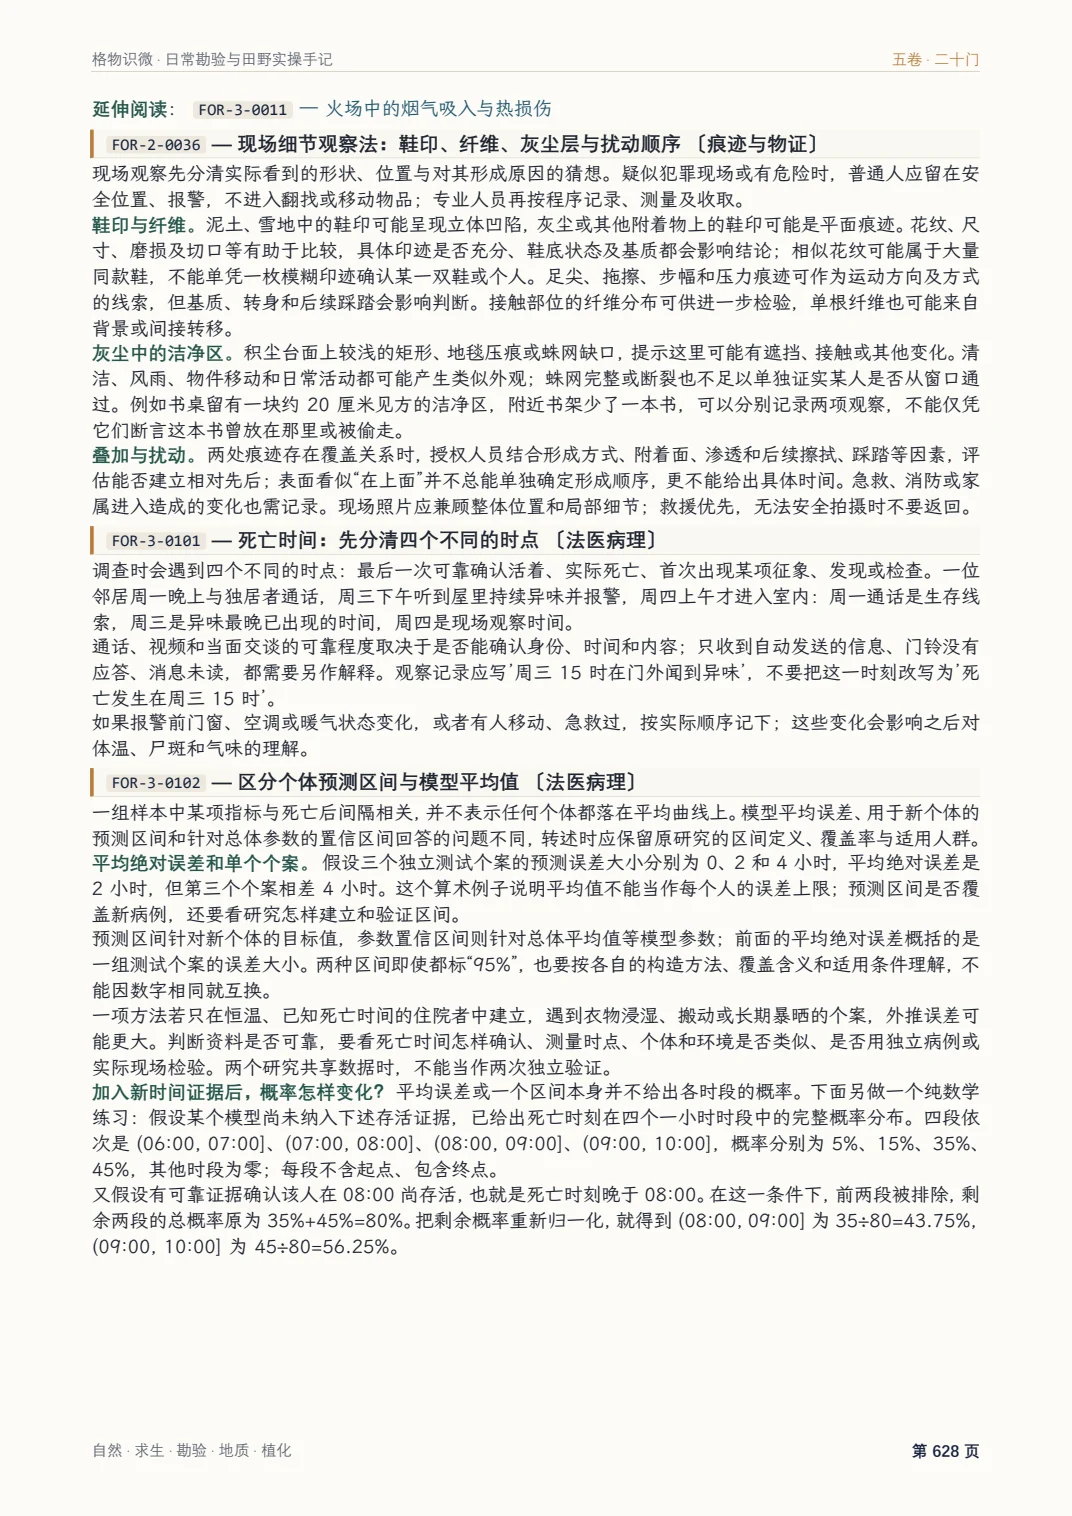 格物识微 · 日常勘验与田野实操手记
五卷 · 二十门
延伸阅读： FOR-3-0011 — 火场中的烟气吸入与热损伤
FOR-2-0036 — 现场细节观察法：鞋印、纤维、灰尘层与扰动顺序 〔痕迹与物证〕
现场观察先分清实际看到的形状、位置与对其形成原因的猜想。疑似犯罪现场或有危险时，普通人应留在安
全位置、报警，不进入翻找或移动物品；专业人员再按程序记录、测量及收取。
鞋印与纤维。泥土、雪地中的鞋印可能呈现立体凹陷，灰尘或其他附着物上的鞋印可能是平面痕迹。花纹、尺
寸、磨损及切口等有助于比较，具体印迹是否充分、鞋底状态及基质都会影响结论；相似花纹可能属于大量
同款鞋，不能单凭一枚模糊印迹确认某一双鞋或个人。足尖、拖擦、步幅和压力痕迹可作为运动方向及方式
的线索，但基质、转身和后续踩踏会影响判断。接触部位的纤维分布可供进一步检验，单根纤维也可能来自
背景或间接转移。
灰尘中的洁净区。积尘台面上较浅的矩形、地毯压痕或蛛网缺口，提示这里可能有遮挡、接触或其他变化。清
洁、风雨、物件移动和日常活动都可能产生类似外观；蛛网完整或断裂也不足以单独证实某人是否从窗口通
过。例如书桌留有一块约 20 厘米见方的洁净区，附近书架少了一本书，可以分别记录两项观察，不能仅凭
它们断言这本书曾放在那里或被偷走。
叠加与扰动。两处痕迹存在覆盖关系时，授权人员结合形成方式、附着面、渗透和后续擦拭、踩踏等因素，评
估能否建立相对先后；表面看似“在上面”并不总能单独确定形成顺序，更不能给出具体时间。急救、消防或家
属进入造成的变化也需记录。现场照片应兼顾整体位置和局部细节；救援优先，无法安全拍摄时不要返回。
FOR-3-0101 — 死亡时间：先分清四个不同的时点 〔法医病理〕
调查时会遇到四个不同的时点：最后一次可靠确认活着、实际死亡、首次出现某项征象、发现或检查。一位
邻居周一晚上与独居者通话，周三下午听到屋里持续异味并报警，周四上午才进入室内：周一通话是生存线
索，周三是异味最晚已出现的时间，周四是现场观察时间。
通话、视频和当面交谈的可靠程度取决于是否能确认身份、时间和内容；只收到自动发送的信息、门铃没有
应答、消息未读，都需要另作解释。观察记录应写'周三 15 时在门外闻到异味'，不要把这一时刻改写为'死
亡发生在周三 15 时'。
如果报警前门窗、空调或暖气状态变化，或者有人移动、急救过，按实际顺序记下；这些变化会影响之后对
体温、尸斑和气味的理解。
FOR-3-0102 — 区分个体预测区间与模型平均值 〔法医病理〕
一组样本中某项指标与死亡后间隔相关，并不表示任何个体都落在平均曲线上。模型平均误差、用于新个体的
预测区间和针对总体参数的置信区间回答的问题不同，转述时应保留原研究的区间定义、覆盖率与适用人群。
平均绝对误差和单个个案。假设三个独立测试个案的预测误差大小分别为 0、2 和 4 小时，平均绝对误差是
2 小时，但第三个个案相差 4 小时。这个算术例子说明平均值不能当作每个人的误差上限；预测区间是否覆
盖新病例，还要看研究怎样建立和验证区间。
预测区间针对新个体的目标值，参数置信区间则针对总体平均值等模型参数；前面的平均绝对误差概括的是
一组测试个案的误差大小。两种区间即使都标“95%”，也要按各自的构造方法、覆盖含义和适用条件理解，不
能因数字相同就互换。
一项方法若只在恒温、已知死亡时间的住院者中建立，遇到衣物浸湿、搬动或长期暴晒的个案，外推误差可
能更大。判断资料是否可靠，要看死亡时间怎样确认、测量时点、个体和环境是否类似、是否用独立病例或
实际现场检验。两个研究共享数据时，不能当作两次独立验证。
加入新时间证据后，概率怎样变化？ 平均误差或一个区间本身并不给出各时段的概率。下面另做一个纯数学
练习：假设某个模型尚未纳入下述存活证据，已给出死亡时刻在四个一小时时段中的完整概率分布。四段依
次是 (06:00, 07:00]、(07:00, 08:00]、(08:00, 09:00]、(09:00, 10:00]，概率分别为 5%、15%、35%、
45%，其他时段为零；每段不含起点、包含终点。
又假设有可靠证据确认该人在 08:00 尚存活，也就是死亡时刻晚于 08:00。在这一条件下，前两段被排除，剩
余两段的总概率原为 35%+45%=80%。把剩余概率重新归一化，就得到 (08:00, 09:00] 为 35÷80=43.75%，
(09:00, 10:00] 为 45÷80=56.25%。
自然 · 求生 · 勘验 · 地质 · 植化
第 628 页